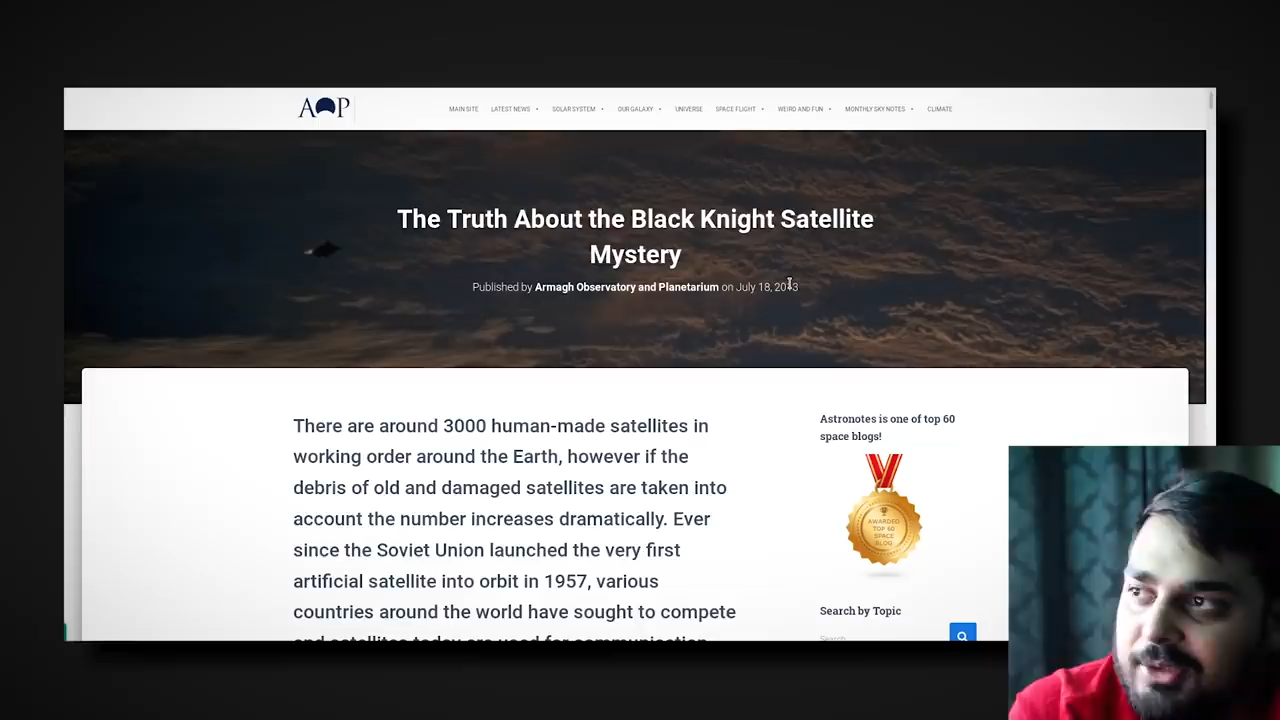 AOP
MAIN SITE LATEST NEWS SOLAR SYSTEM OUR GALAXY UNIVERSE SPACE FLIGHT WEIRD AND FUN MONTHLY SKY NOTES CLIMATE
The Truth About the Black Knight Satellite
Mystery
Published by Armagh Observatory and Planetarium on July 18,
There are around 3000 human-made satellites in
working order around the Earth, however if the
debris of old and damaged satellites are taken into
account the number increases dramatically. Ever
since the Soviet Union launched the very first
artificial satellite into orbit in 1957, various
countries around the world have sought to compete
and satellites today are used for communication
Astronotes is one of top 60
space blogs!
AWARDED
TOP 60
SPACE
BLOG
Search by Topic
Search